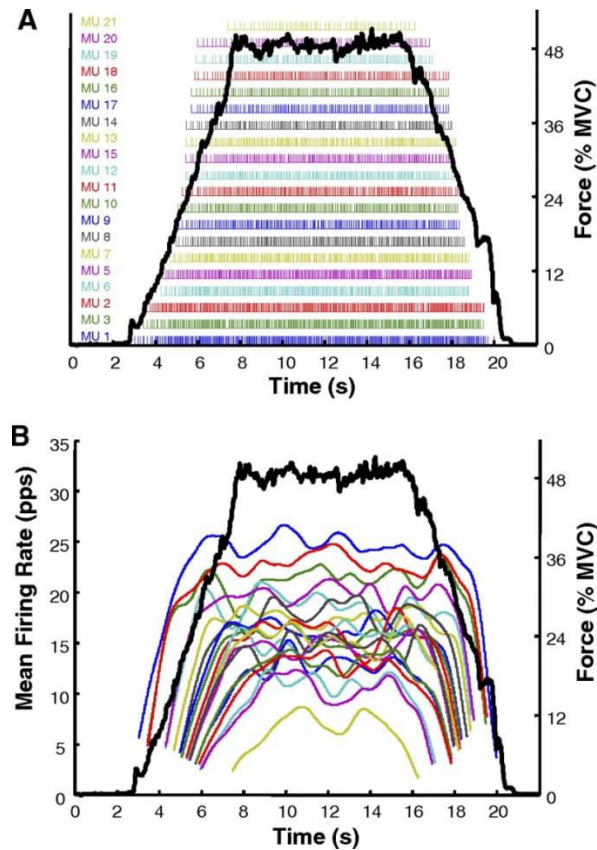 A
MU 21
MU 20
MU 19
MU 18
MU 16
MU 17
MU 14
MU 13
MU 15
MU 12
MU 11
MU 10
MU 9
MU 8
MU 7
MU 5
MU 6
MU 2
MU 3
MU 1
48
36
24
12
0
Force (% MVC)
0 2 4 6 8 10 12 14 16 18 20
Time (s)
B
35
30
25
20
15
10
5
0
Mean Firing Rate (pps)
48
36
24
12
0
Force (% MVC)
0 2 4 6 8 10 12 14 16 18 20
Time (s)